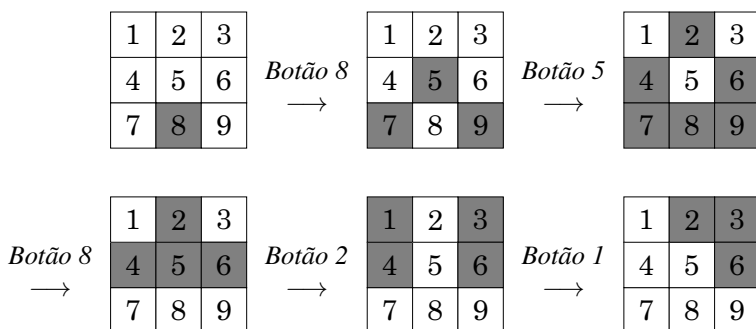 1 2 3 1 2 3 1 2 3
4 5 6 Botão 8 4 5 6 Botão 5 4 5 6
7 8 9 7 8 9 7 8 9
1 2 3 1 2 3 1 2 3
Botão 8 4 5 6 Botão 2 4 5 6 Botão 1 4 5 6
7 8 9 7 8 9 7 8 9